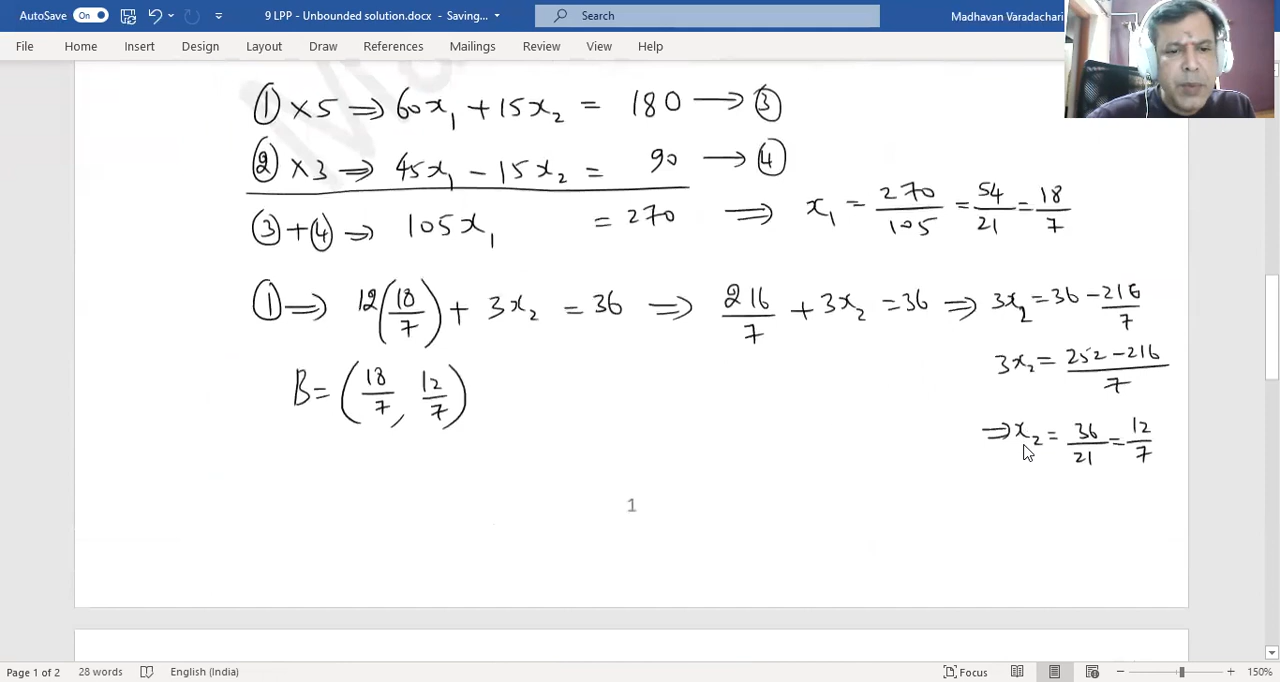 AutoSave On 9 LPP - Unbounded solution.docx - Saving... Search Madhavan Varadachari
File Home Insert Design Layout References Mailings Review View Help
① × 5 ⟹ 60x₁ + 15x₂ = 180 ⟶ ③
② × 3 ⟹ 45x₁ - 15x₂ = 90 ⟶ ④
③ + ④ ⟹ 105x₁ = 270 ⟹ x₁ = 270/105 = 54/21 = 18/7
① ⟹ 12(18/7) + 3x₂ = 36 ⟹ 216/7 + 3x₂ = 36 ⟹ 3x₂ = 36 - 216/7
3x₂ = (252 - 216)/7
B = (18/7, 12/7)
⟹ x₂ = 36/21 = 12/7
1
Page 1 of 2 28 words English (India) Focus 150%